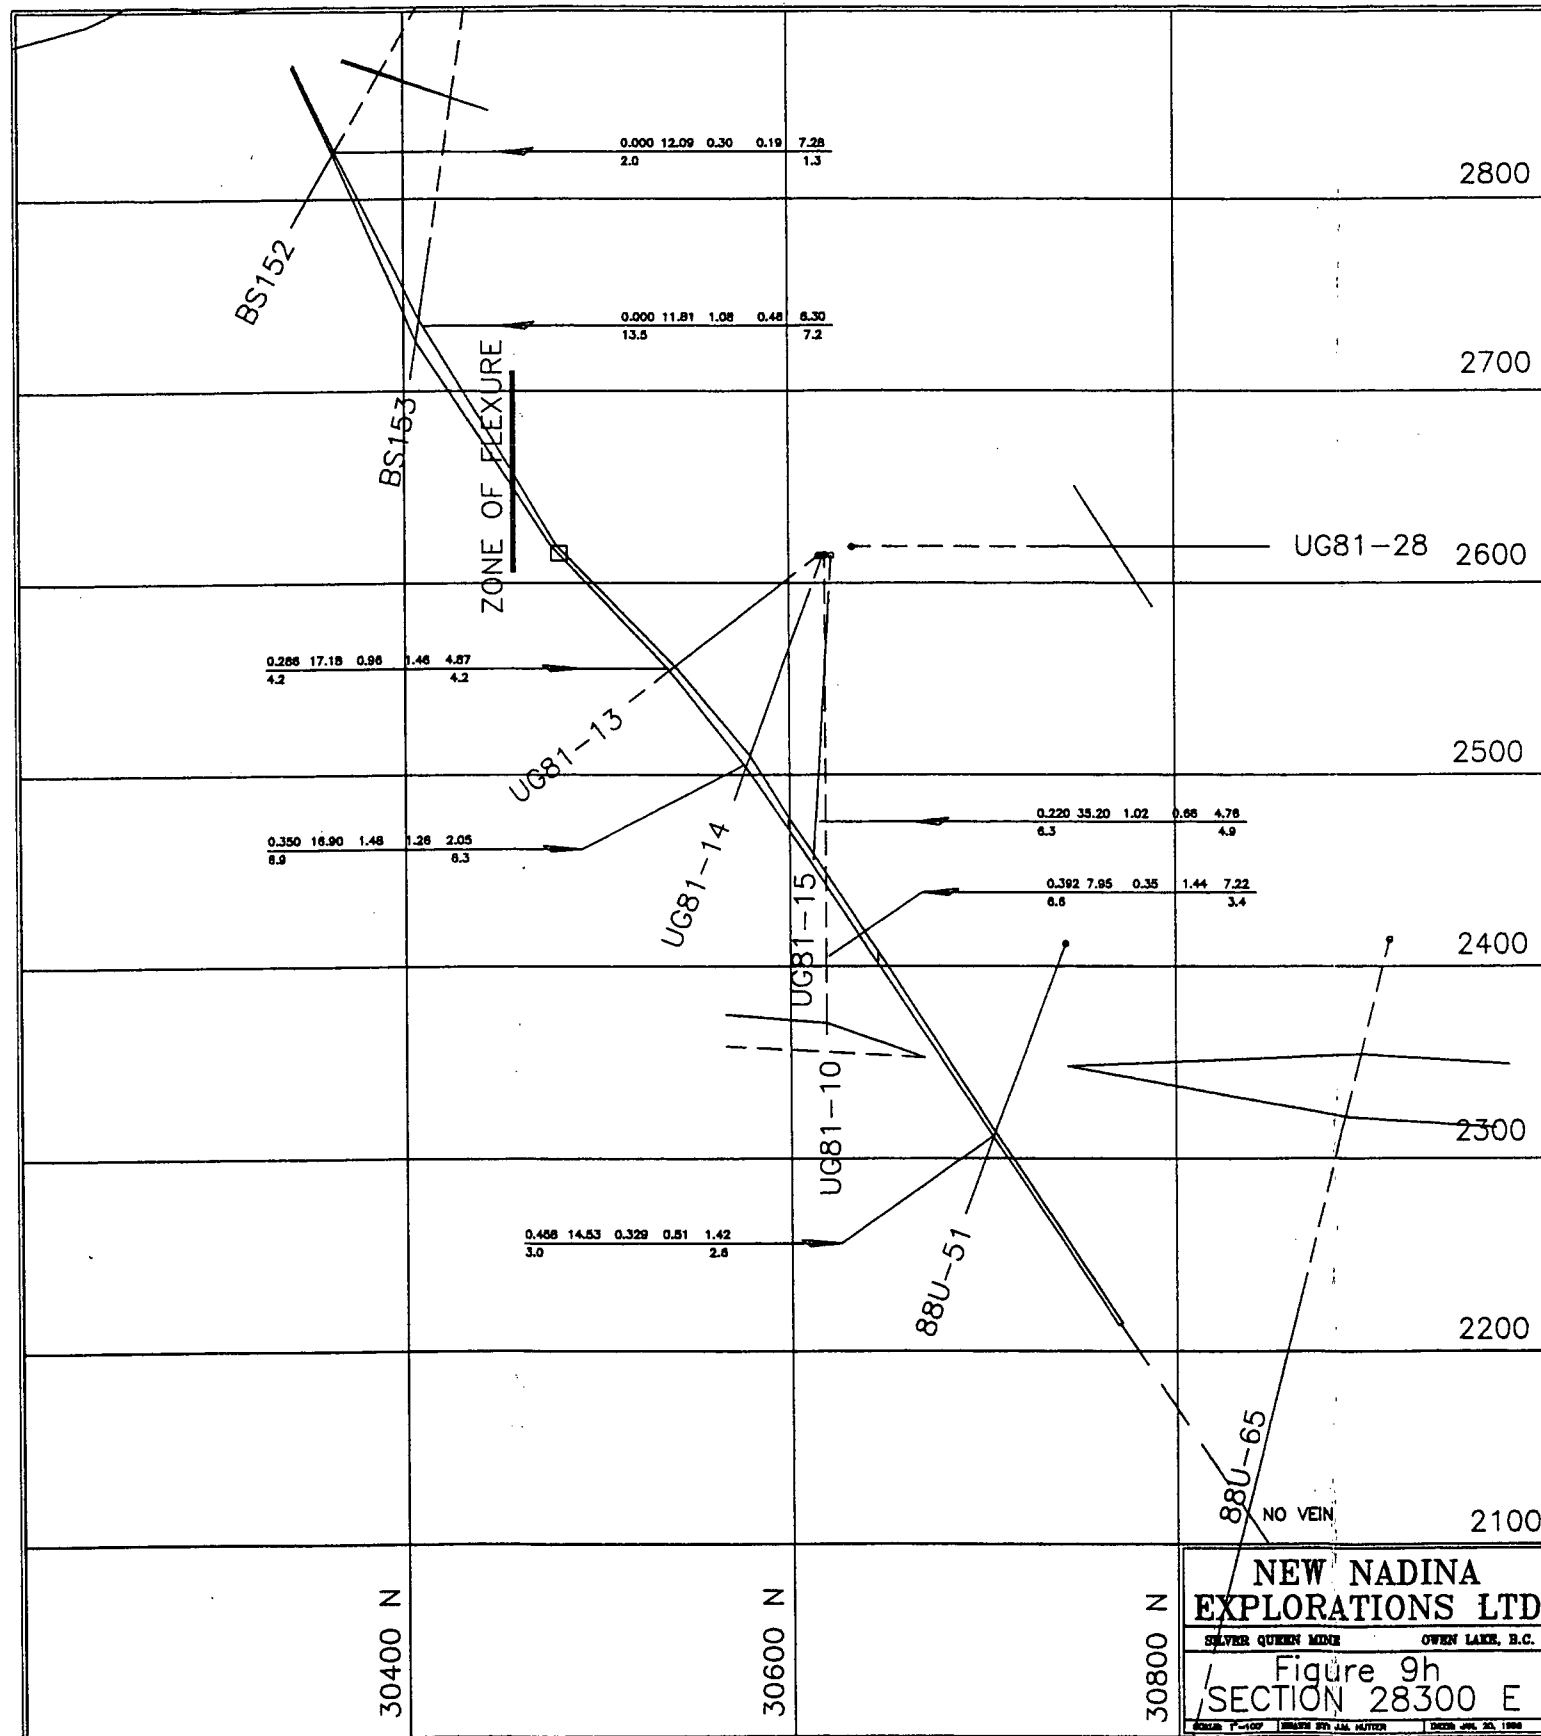 0.000 12.09 0.30 0.19 7.28
2.0 1.3
2800
BS152
0.000 11.81 1.08 0.46 6.30
13.5 7.2
2700
BS153
ZONE OF FLEXURE
UG81-28
2600
0.286 17.18 0.96 1.46 4.87
4.2 4.2
UG81-13
2500
0.220 35.20 1.02 0.66 4.76
6.3 4.9
0.350 16.90 1.48 1.26 2.05
6.9 6.3
UG81-14
UG81-15
0.392 7.95 0.35 1.44 7.22
6.6 3.4
2400
UG81-10
2300
0.466 14.53 0.329 0.51 1.42
3.0 2.6
88U-51
2200
88U-65
NO VEIN
2100
30400 N
30600 N
30800 N
NEW NADINA
EXPLORATIONS LTD
SILVER QUEEN MINE OWEN LAKE, B.C.
Figure 9h
SECTION 28300 E
SCALE: 1"=100'